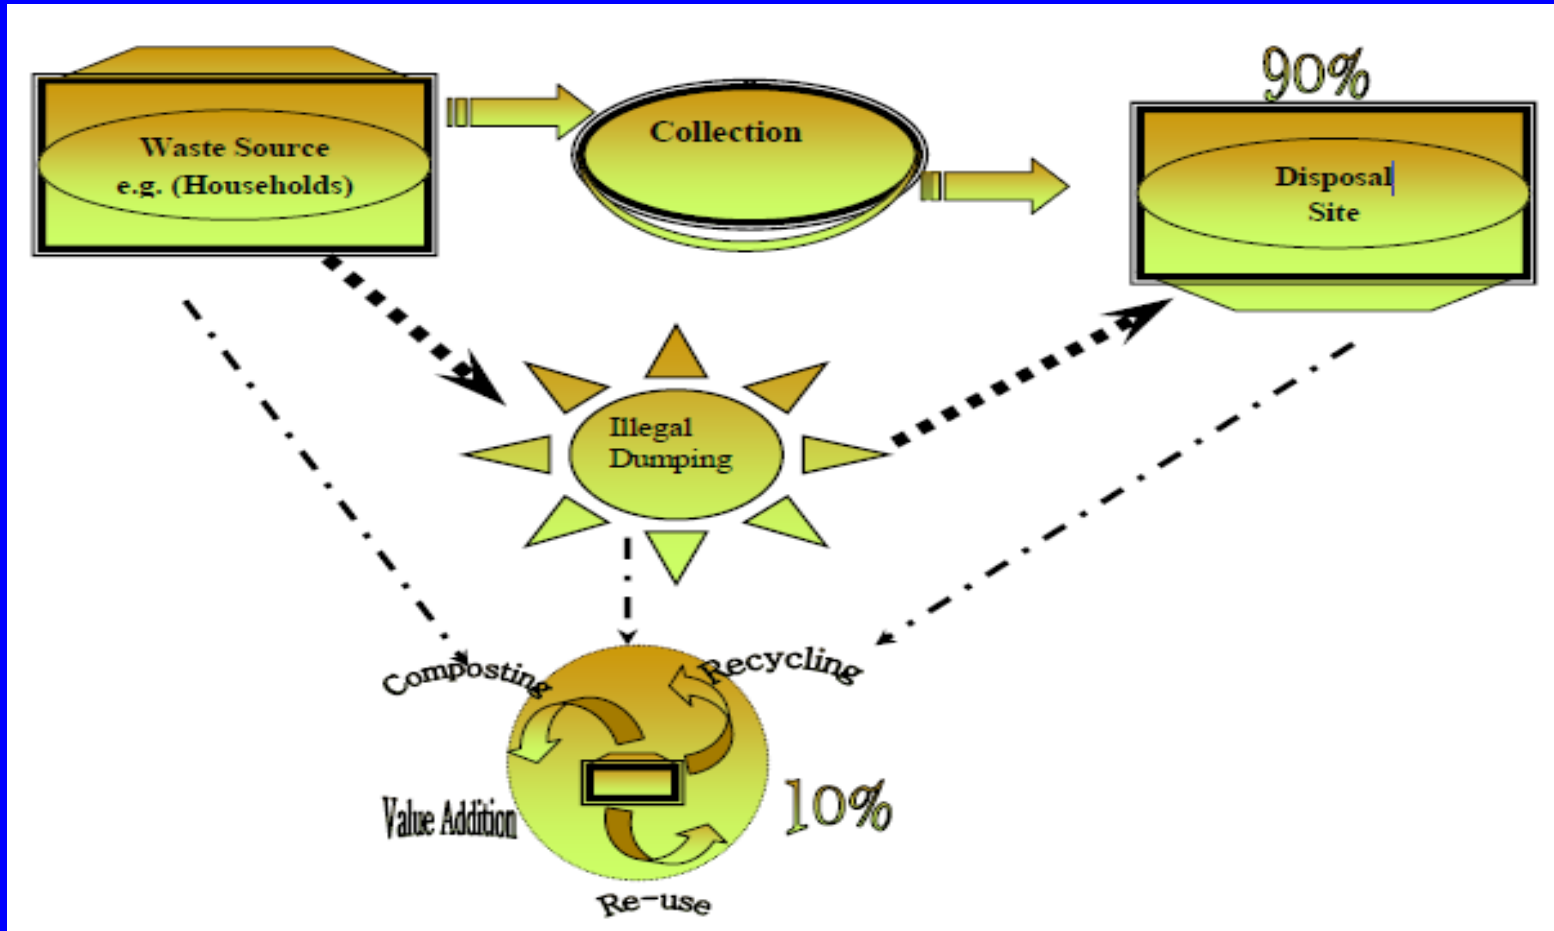 90%
Waste Source
e.g. (Households)
Collection
Disposal
Site
Illegal
Dumping
Composting
Recycling
Value Addition
10%
Re-use